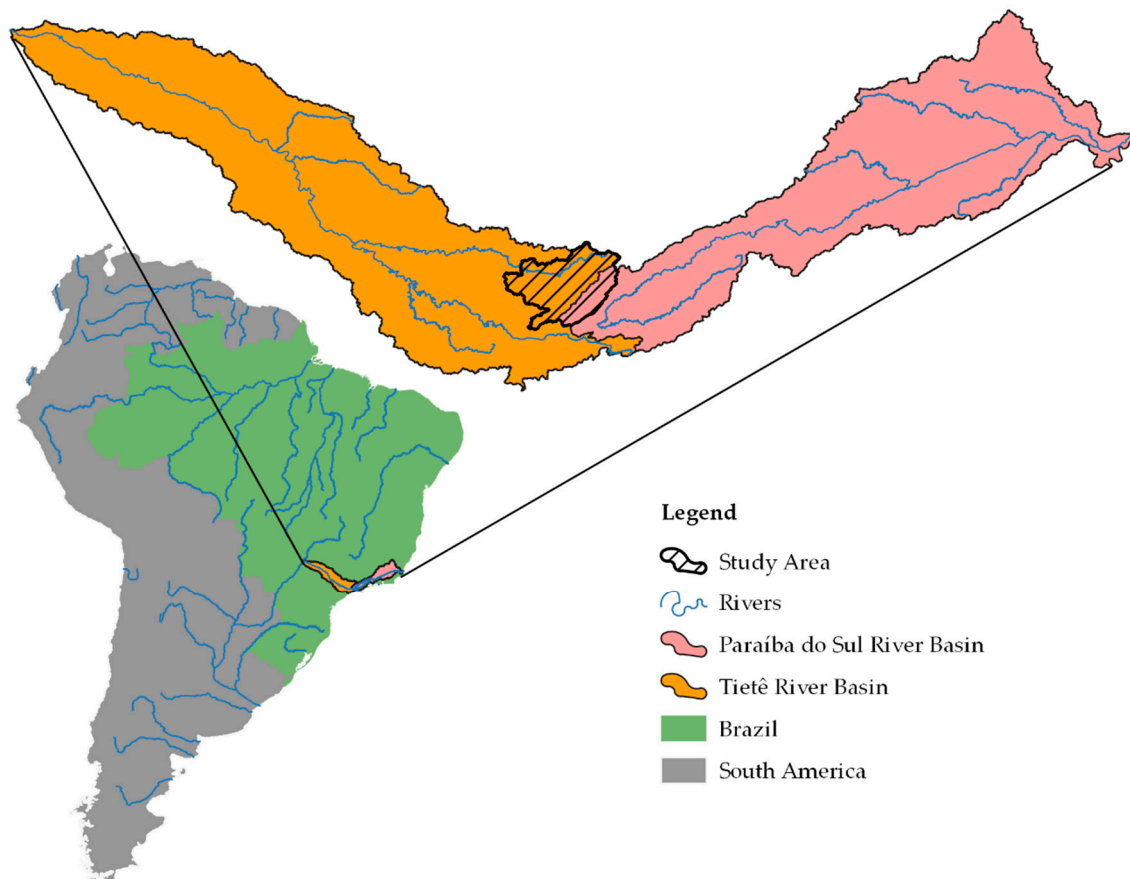 Legend
Study Area
Rivers
Paraíba do Sul River Basin
Tietê River Basin
Brazil
South America